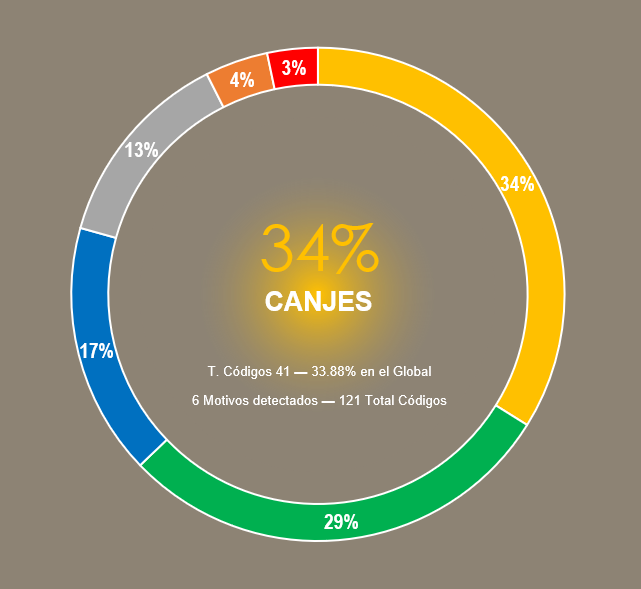 3%
4%
13%
34%
34%
CANJES
17%
T. Códigos 41 — 33.88% en el Global
6 Motivos detectados — 121 Total Códigos
29%